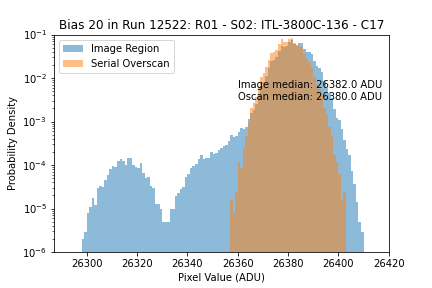 Bias 20 in Run 12522: R01 - S02: ITL-3800C-136 - C17
Image Region
Serial Overscan
Image median: 26382.0 ADU
Oscan median: 26380.0 ADU
Probability Density
10⁻¹
10⁻²
10⁻³
10⁻⁴
10⁻⁵
10⁻⁶
26300 26320 26340 26360 26380 26400 26420
Pixel Value (ADU)